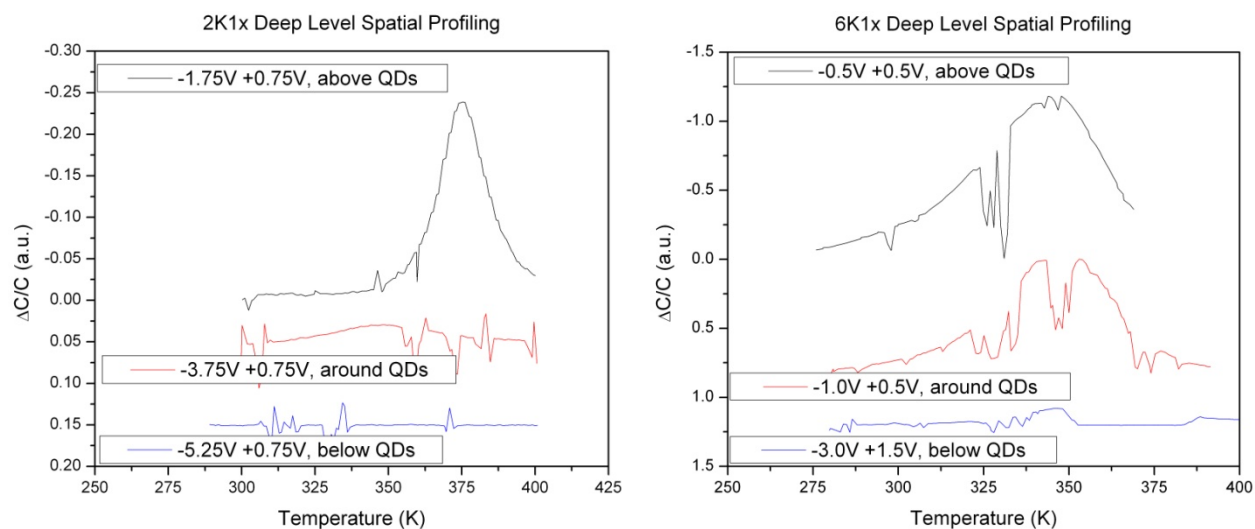 2K1x Deep Level Spatial Profiling
-0.30
-0.25
-0.20
-0.15
-0.10
-0.05
0.00
0.05
0.10
0.15
0.20
ΔC/C (a.u.)
-1.75V +0.75V, above QDs
-3.75V +0.75V, around QDs
-5.25V +0.75V, below QDs
250 275 300 325 350 375 400 425
Temperature (K)
6K1x Deep Level Spatial Profiling
-1.5
-1.0
-0.5
0.0
0.5
1.0
1.5
ΔC/C (a.u.)
-0.5V +0.5V, above QDs
-1.0V +0.5V, around QDs
-3.0V +1.5V, below QDs
250 275 300 325 350 375 400
Temperature (K)